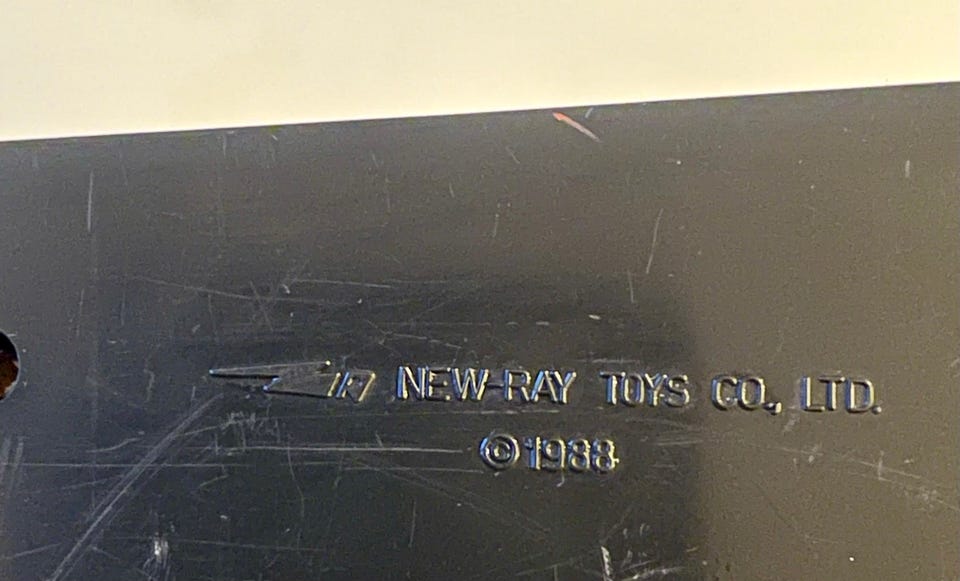 NEW-RAY TOYS CO., LTD.
©1988